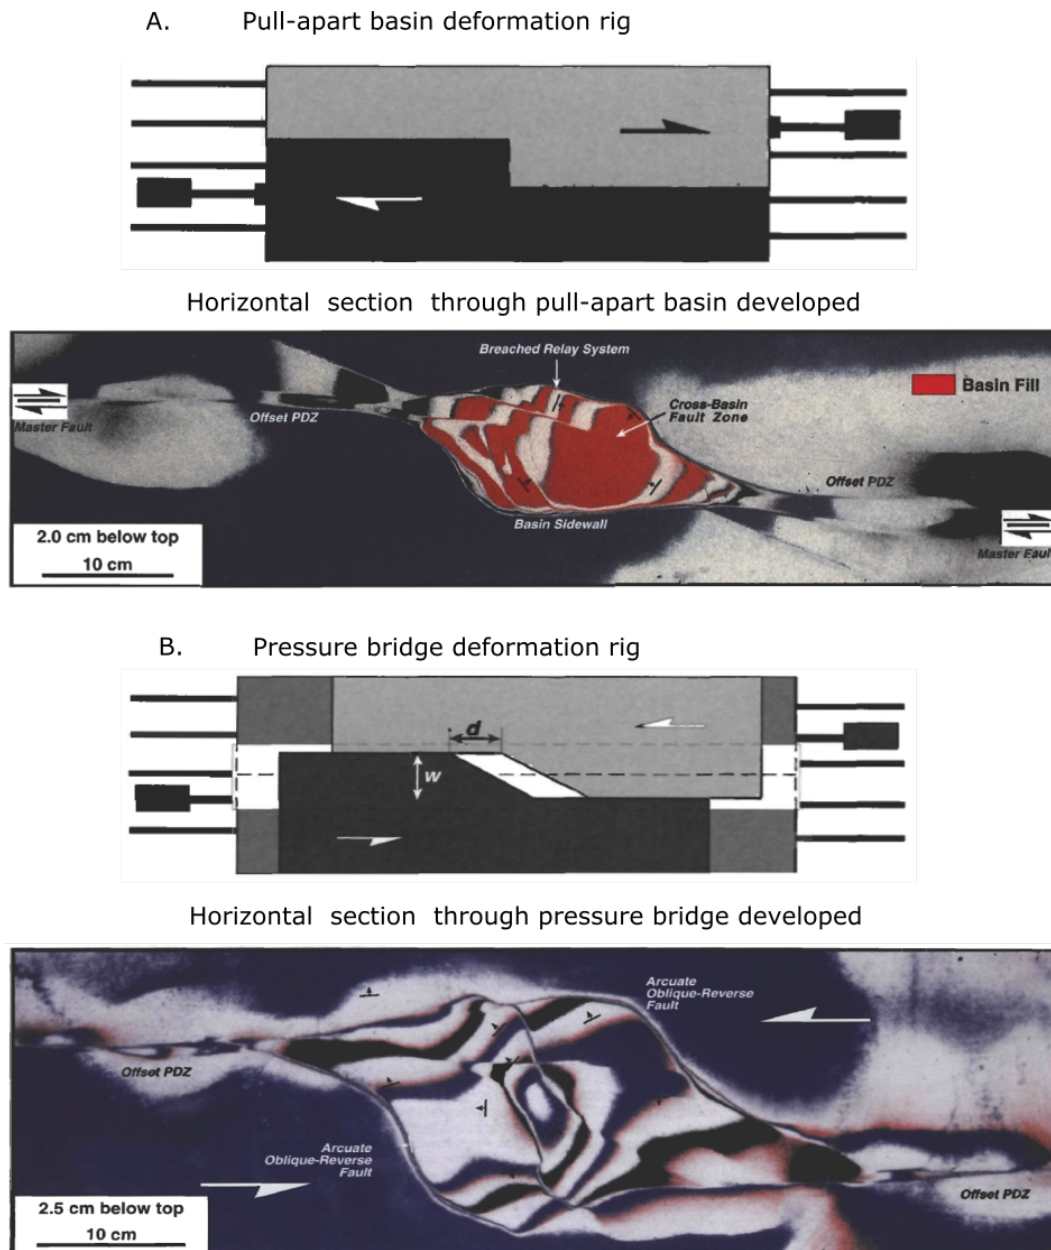 A. Pull-apart basin deformation rig
Horizontal section through pull-apart basin developed
Breached Relay System
Basin Fill
Cross-Basin
Fault Zone
Master Fault
Offset PDZ
Offset PDZ
Basin Sidewall
Master Fault
2.0 cm below top
10 cm
B. Pressure bridge deformation rig
d
w
Horizontal section through pressure bridge developed
Arcuate
Oblique-Reverse
Fault
Offset PDZ
Arcuate
Oblique-Reverse
Fault
Offset PDZ
2.5 cm below top
10 cm